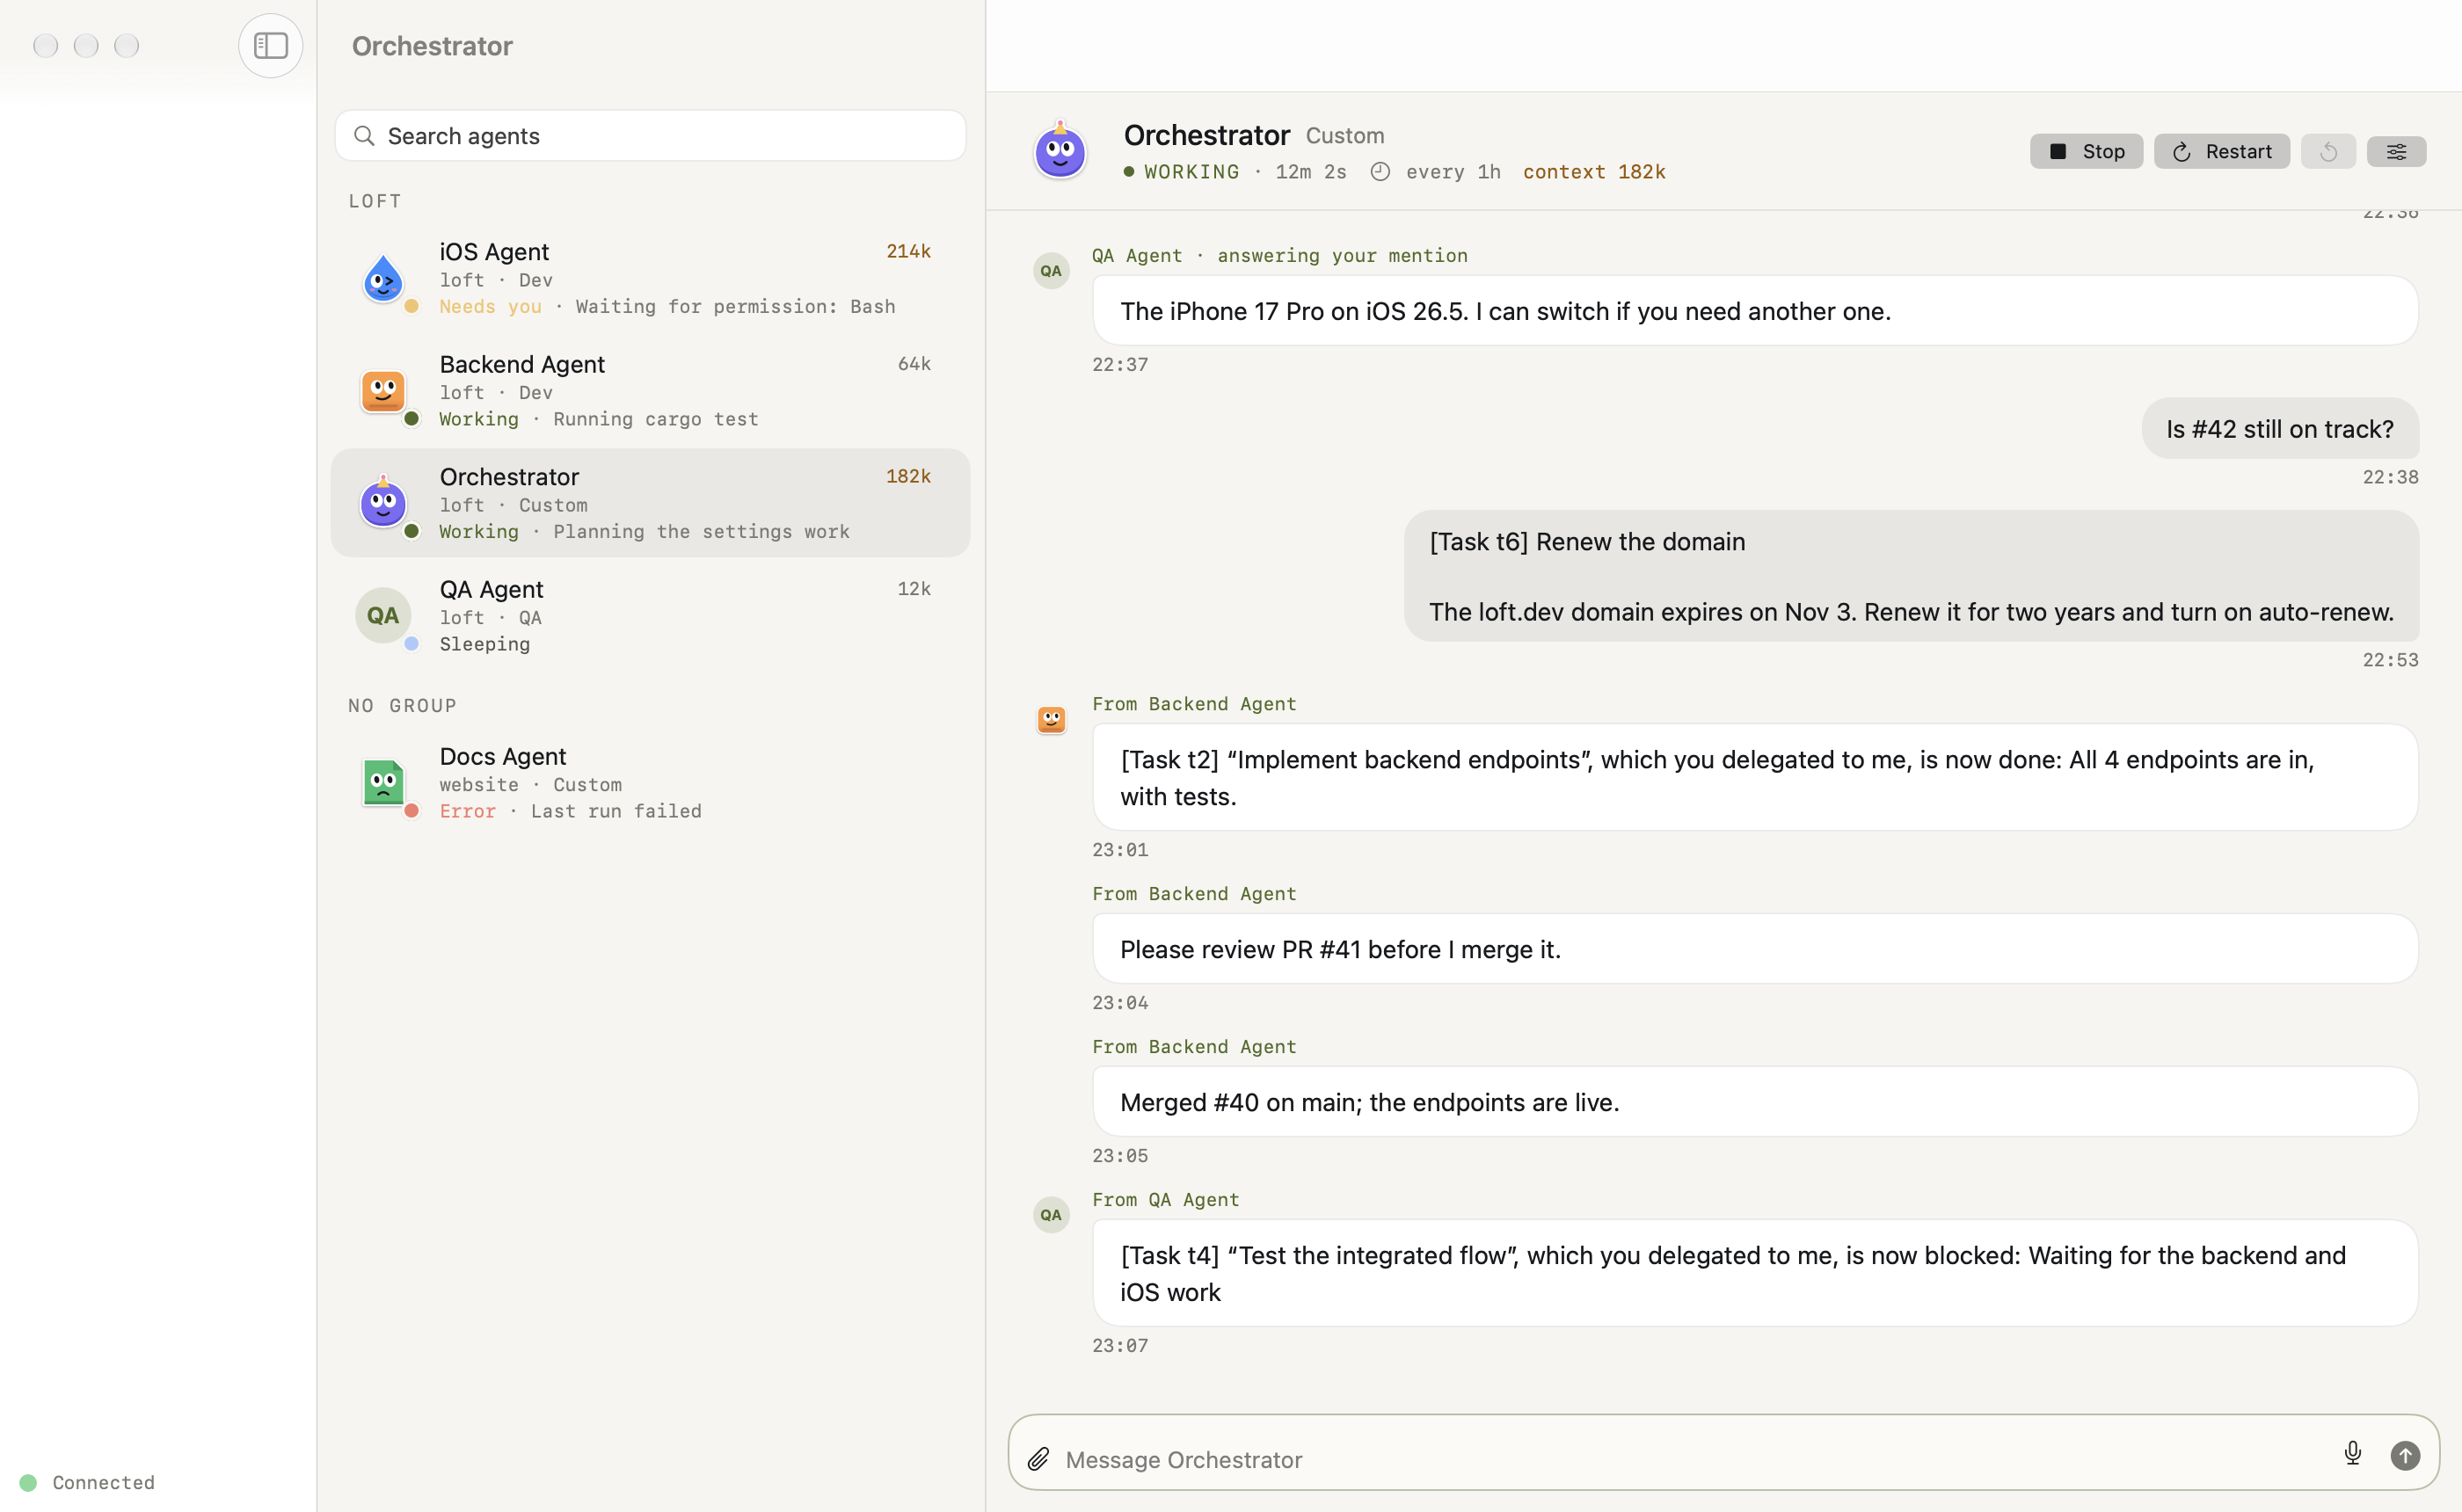 Orchestrator
Search agents
LOFT
iOS Agent 214k
loft · Dev
Needs you · Waiting for permission: Bash
Backend Agent 64k
loft · Dev
Working · Running cargo test
Orchestrator 182k
loft · Custom
Working · Planning the settings work
QA
QA Agent 12k
loft · QA
Sleeping
NO GROUP
Docs Agent
website · Custom
Error · Last run failed
Connected
Orchestrator Custom
WORKING · 12m 2s every 1h context 182k
Stop Restart
QA
QA Agent · answering your mention
The iPhone 17 Pro on iOS 26.5. I can switch if you need another one.
22:37
Is #42 still on track?
22:38
[Task t6] Renew the domain
The loft.dev domain expires on Nov 3. Renew it for two years and turn on auto-renew.
22:53
From Backend Agent
[Task t2] “Implement backend endpoints”, which you delegated to me, is now done: All 4 endpoints are in,
with tests.
23:01
From Backend Agent
Please review PR #41 before I merge it.
23:04
From Backend Agent
Merged #40 on main; the endpoints are live.
23:05
QA
From QA Agent
[Task t4] “Test the integrated flow”, which you delegated to me, is now blocked: Waiting for the backend and
iOS work
23:07
Message Orchestrator